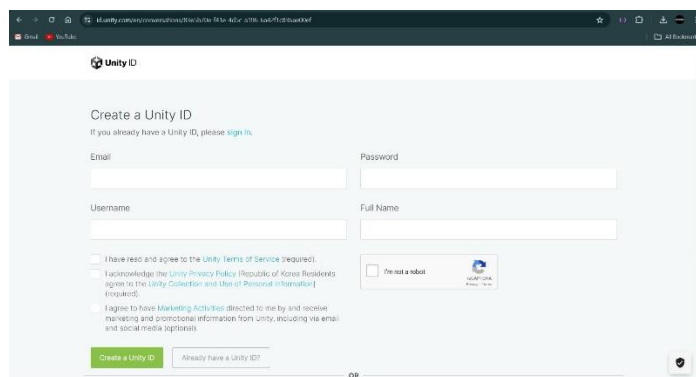 Gmail
YouTube
All Bookmarks
Unity ID
Create a Unity ID
If you already have a Unity ID, please sign in.
Email
Password
Username
Full Name
I have read and agree to the Unity Terms of Service (required).
I acknowledge the Unity Privacy Policy [Republic of Korea Residents
agree to the Unity Collection and Use of Personal Information]
(required).
I agree to have Marketing Activities directed to me by and receive
marketing and promotional information from Unity, including via email
and social media (optional).
I'm not a robot
reCAPTCHA
Privacy - Terms
Create a Unity ID
Already have a Unity ID?
OR